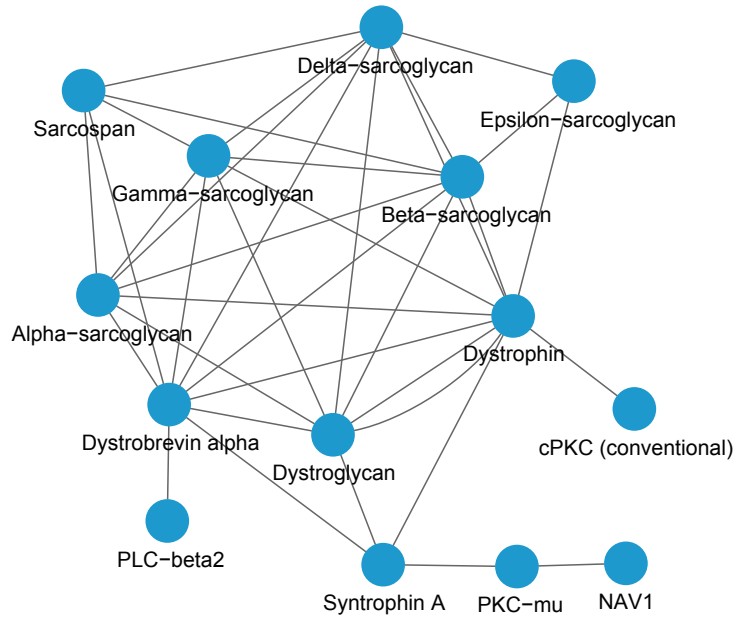 Delta−sarcoglycan
Epsilon−sarcoglycan
Sarcospan
Gamma−sarcoglycan
Beta−sarcoglycan
Alpha−sarcoglycan
Dystrophin
Dystrobrevin alpha
cPKC (conventional)
Dystroglycan
PLC−beta2
Syntrophin A
PKC−mu
NAV1